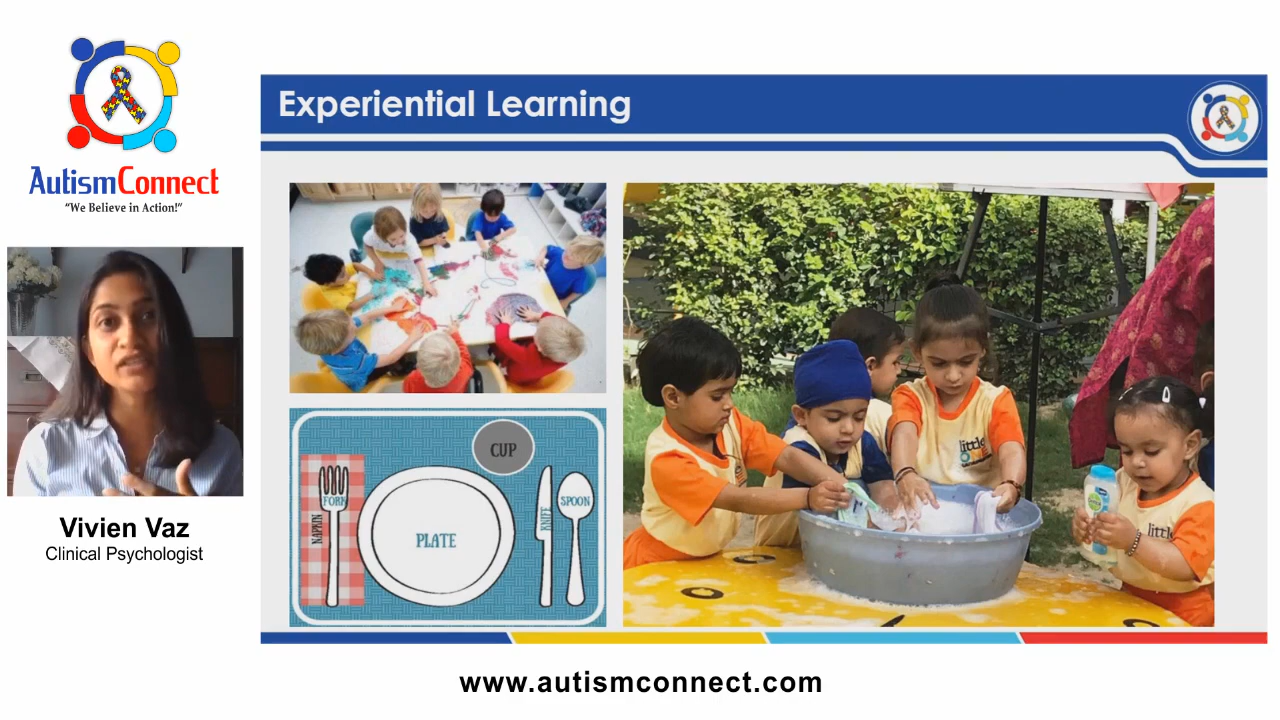 AutismConnect
“We Believe in Action!”
Vivien Vaz
Clinical Psychologist
Experiential Learning
CUP
FORK
NAPKIN
PLATE
KNIFE
SPOON
little
little
www.autismconnect.com